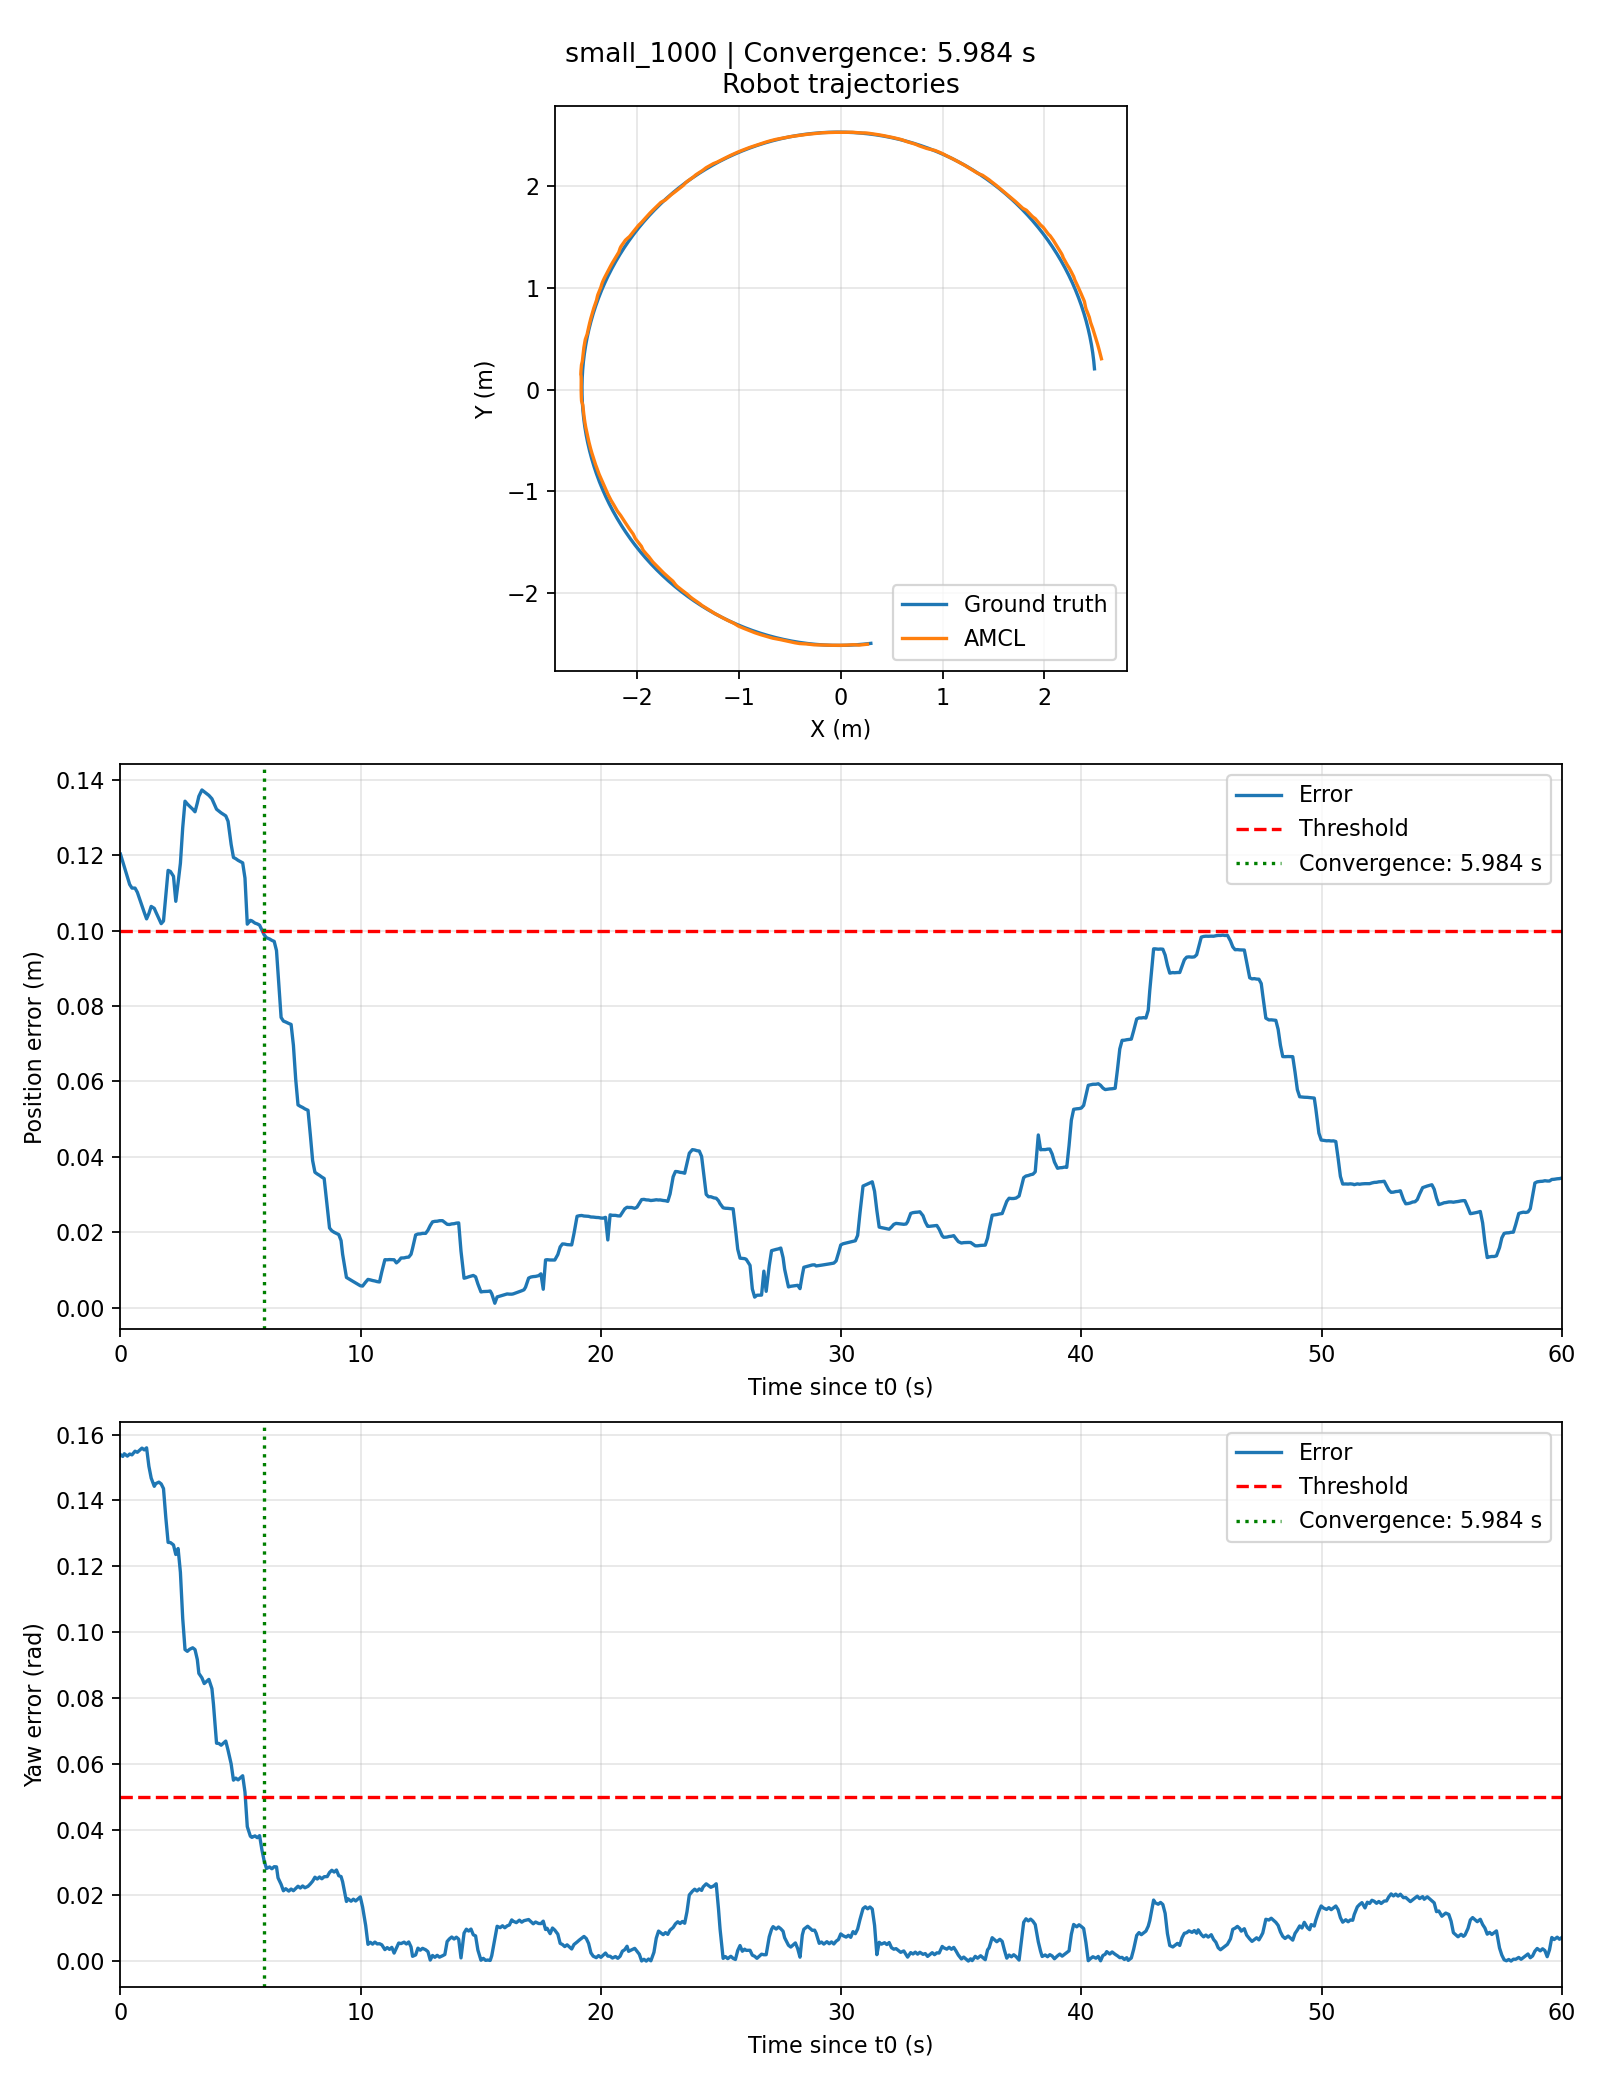 small_1000 | Convergence: 5.984 s
Robot trajectories
2
1
0
−1
−2
Y (m)
Ground truth
AMCL
−2 −1 0 1 2
X (m)
0.14
0.12
0.10
0.08
0.06
0.04
0.02
0.00
Position error (m)
Error
Threshold
Convergence: 5.984 s
0 10 20 30 40 50 60
Time since t0 (s)
0.16
0.14
0.12
0.10
0.08
0.06
0.04
0.02
0.00
Yaw error (rad)
Error
Threshold
Convergence: 5.984 s
0 10 20 30 40 50 60
Time since t0 (s)